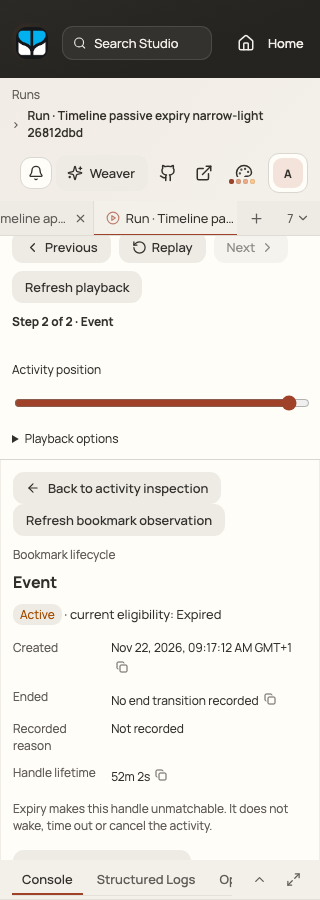 Search Studio
Home
Runs
Run · Timeline passive expiry narrow-light
26812dbd
Weaver
A
meline ap...
Run · Timeline pa...
7
Previous
Replay
Next
Refresh playback
Step 2 of 2 · Event
Activity position
Playback options
Back to activity inspection
Refresh bookmark observation
Bookmark lifecycle
Event
Active · current eligibility: Expired
Created
Nov 22, 2026, 09:17:12 AM GMT+1
Ended
No end transition recorded
Recorded
reason
Not recorded
Handle lifetime
52m 2s
Expiry makes this handle unmatchable. It does not
wake, time out or cancel the activity.
Console
Structured Logs